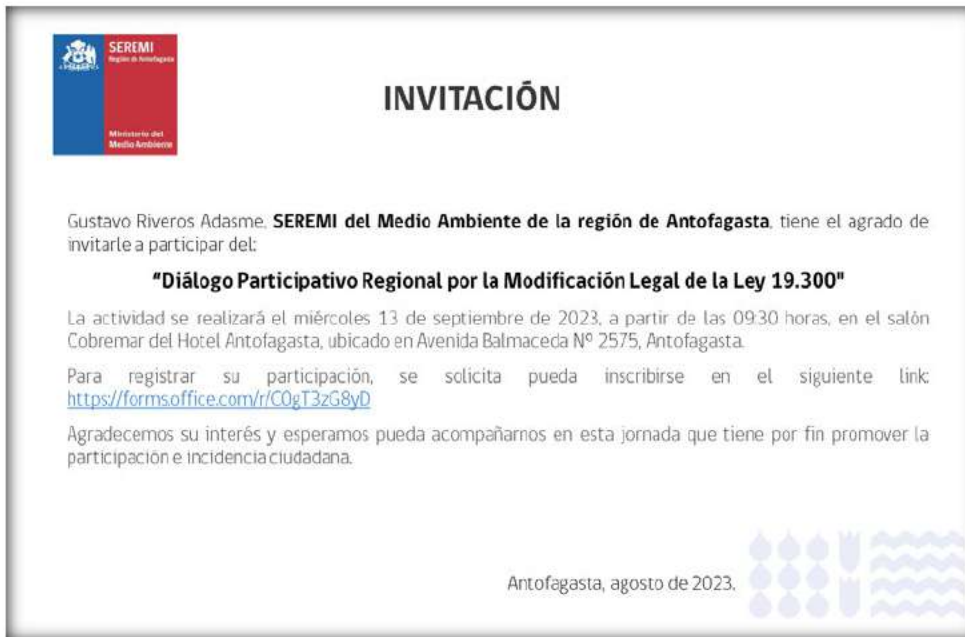 SEREMI
Región de Antofagasta
Ministerio del
Medio Ambiente
INVITACIÓN
Gustavo Riveros Adasme, SEREMI del Medio Ambiente de la región de Antofagasta, tiene el agrado de
invitarle a participar del:
“Diálogo Participativo Regional por la Modificación Legal de la Ley 19.300"
La actividad se realizará el miércoles 13 de septiembre de 2023, a partir de las 09:30 horas, en el salón
Cobremar del Hotel Antofagasta, ubicado en Avenida Balmaceda Nº 2575, Antofagasta.
Para registrar su participación, se solicita pueda inscribirse en el siguiente link:
https://forms.office.com/r/C0gT3zG8yD
Agradecemos su interés y esperamos pueda acompañarnos en esta jornada que tiene por fin promover la
participación e incidencia ciudadana.
Antofagasta, agosto de 2023.